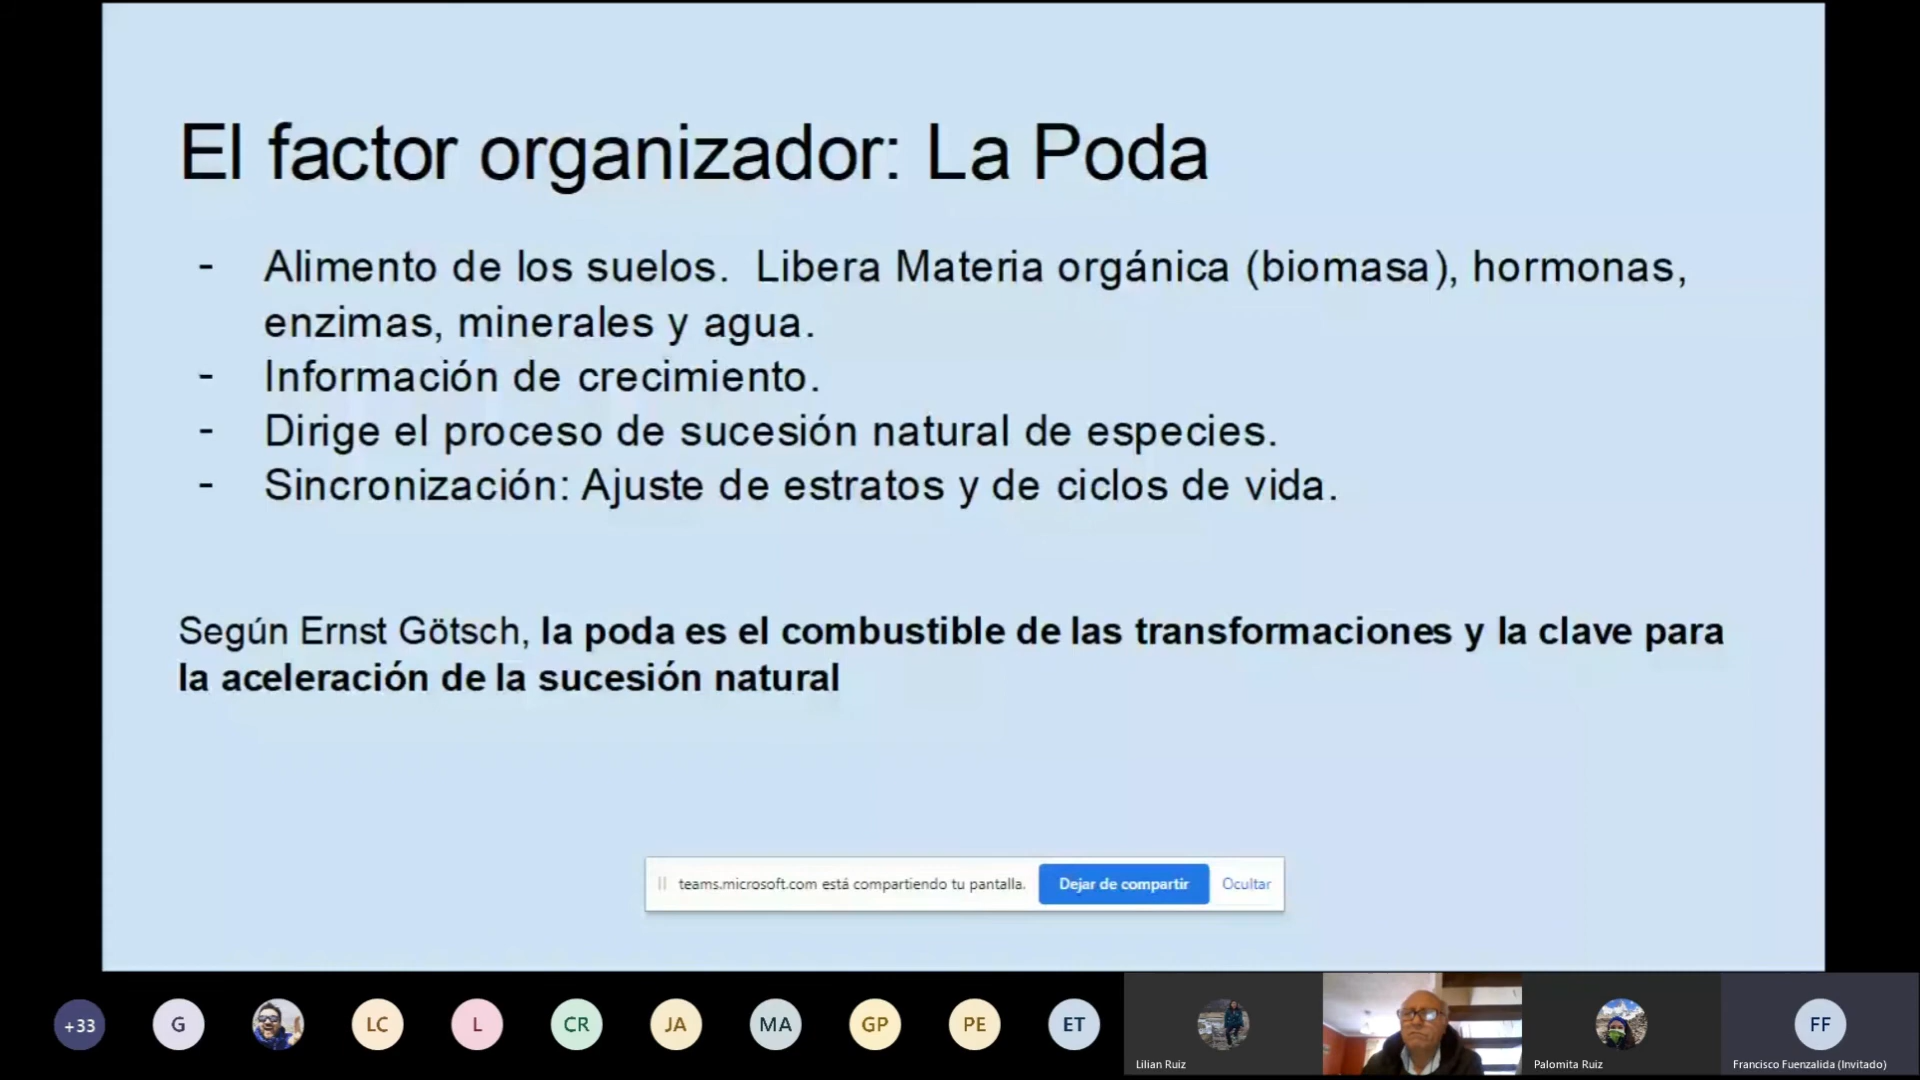 El factor organizador: La Poda
- Alimento de los suelos. Libera Materia orgánica (biomasa), hormonas,
enzimas, minerales y agua.
- Información de crecimiento.
- Dirige el proceso de sucesión natural de especies.
- Sincronización: Ajuste de estratos y de ciclos de vida.
Según Ernst Götsch, la poda es el combustible de las transformaciones y la clave para
la aceleración de la sucesión natural
teams.microsoft.com está compartiendo tu pantalla. Dejar de compartir Ocultar
+33 G LC L CR JA MA GP PE ET FF
Lilian Ruiz Palomita Ruiz Francisco Fuenzalida (Invitado)